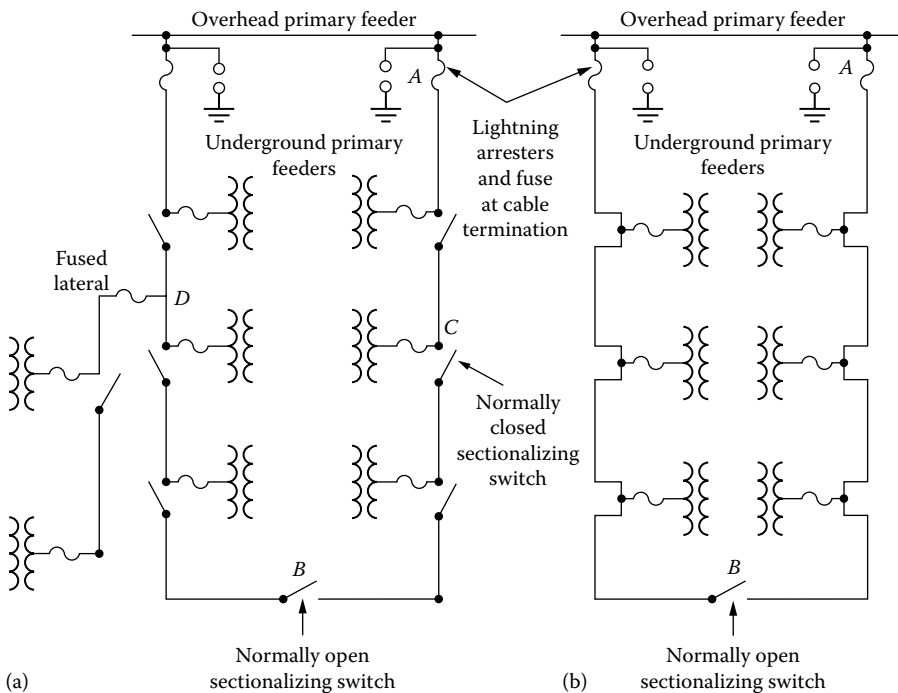 Overhead primary feeder
Overhead primary feeder
A
A
Underground primary
feeders
Lightning
arresters
and fuse
at cable
termination
Underground primary
feeders
Fused
lateral
D
C
Normally
closed
sectionalizing
switch
B
B
Normally open
sectionalizing switch
Normally open
sectionalizing switch
(a)
(b)